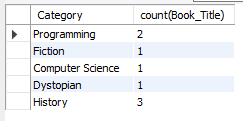 Category count(Book_Title)
Programming 2
Fiction 1
Computer Science 1
Dystopian 1
History 3